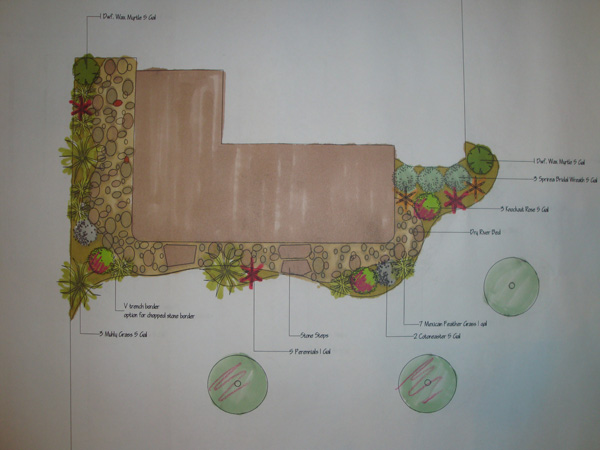 1 Dwf. Wax Myrtle 5 Gal
1 Dwf. Wax Myrtle 5 Gal
3 Spirea Bridal Wreath 5 Gal
3 Knockout Rose 5 Gal
Dry River Bed
V trench border
option for chopped stone border
7 Mexican Feather Grass 1 gal
3 Muhly Grass 5 Gal
Stone Steps
2 Cotoneaster 5 Gal
5 Perennials 1 Gal